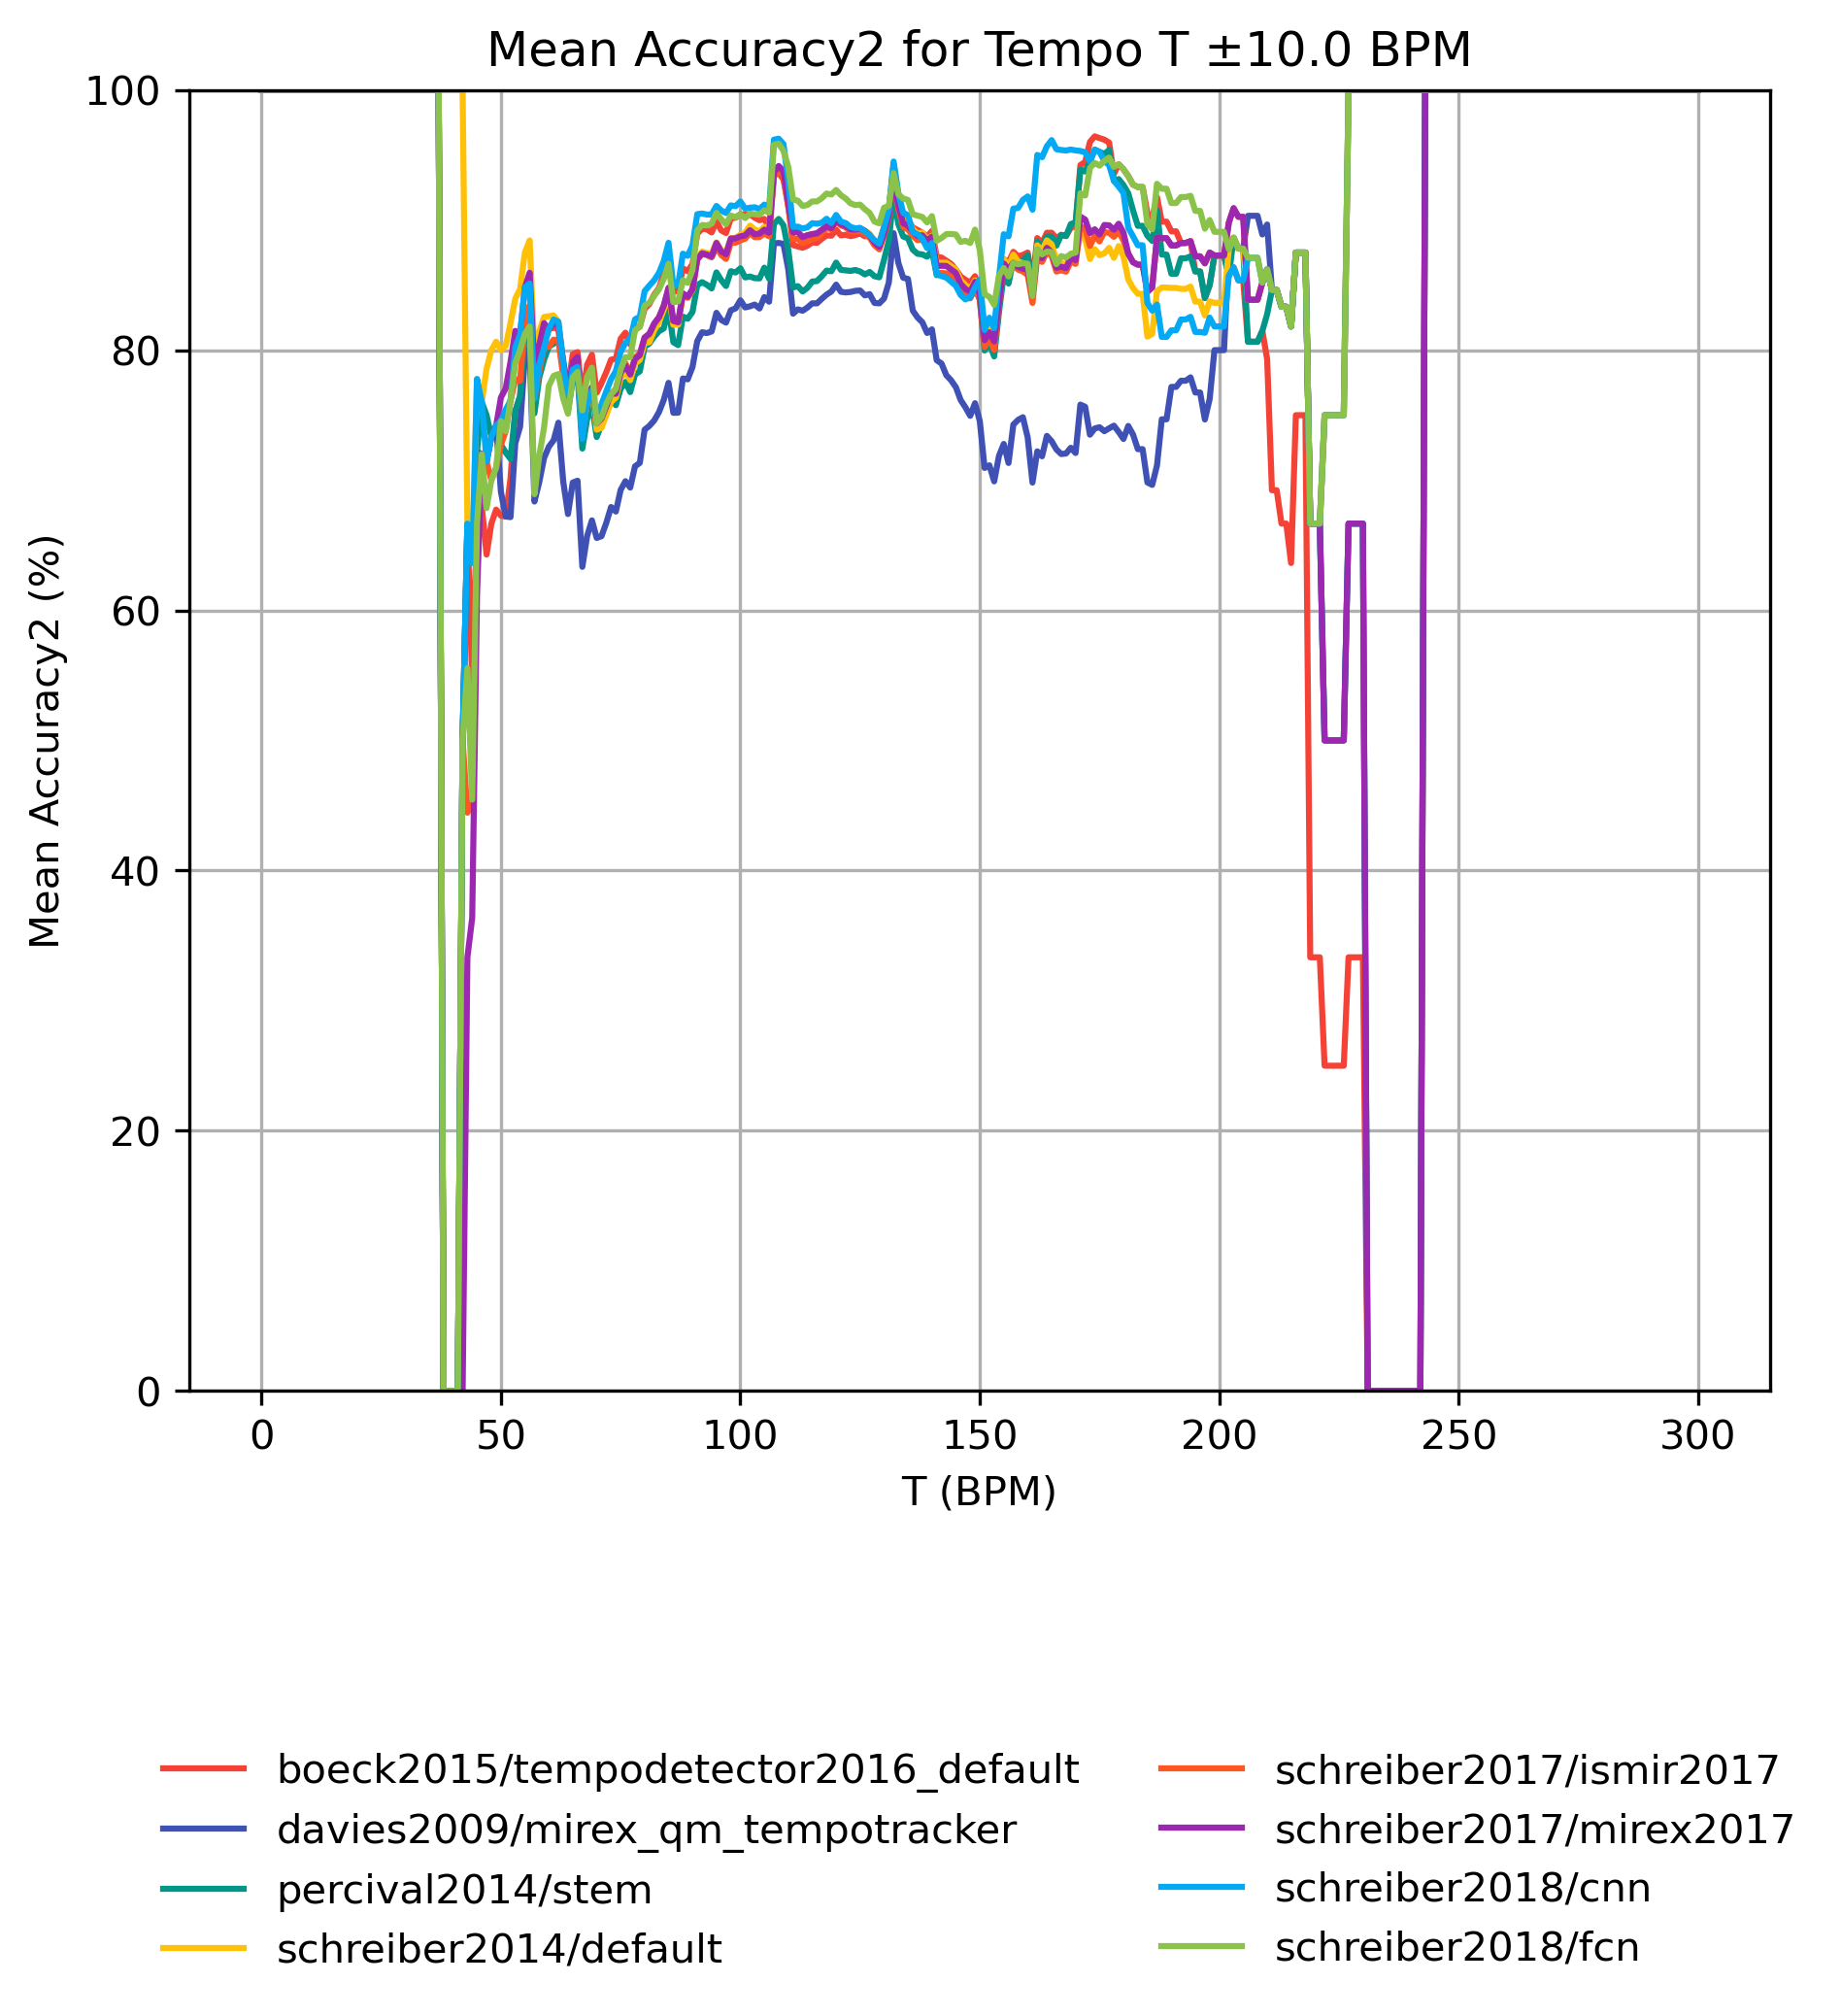 Mean Accuracy2 for Tempo T ±10.0 BPM
100
80
60
40
20
0
Mean Accuracy2 (%)
0 50 100 150 200 250 300
T (BPM)
boeck2015/tempodetector2016_default
davies2009/mirex_qm_tempotracker
percival2014/stem
schreiber2014/default
schreiber2017/ismir2017
schreiber2017/mirex2017
schreiber2018/cnn
schreiber2018/fcn